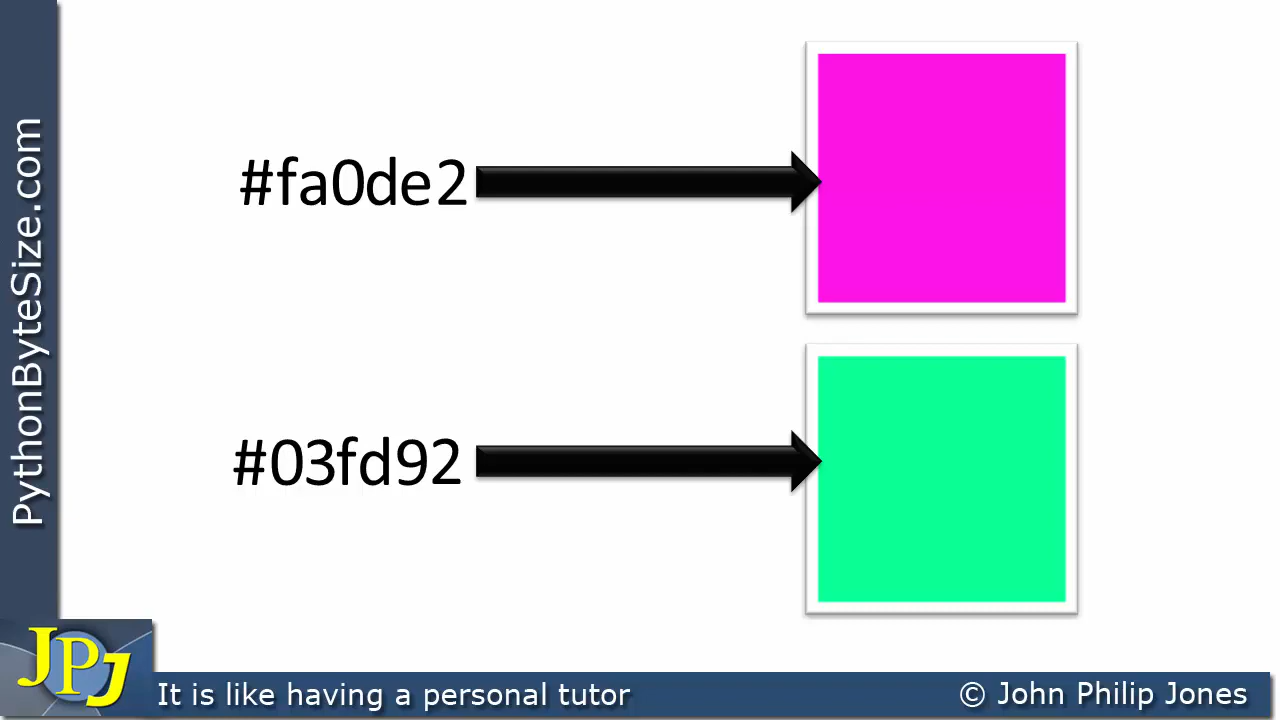 #fa0de2
#03fd92
PythonByteSize.com
JPJ
It is like having a personal tutor
© John Philip Jones